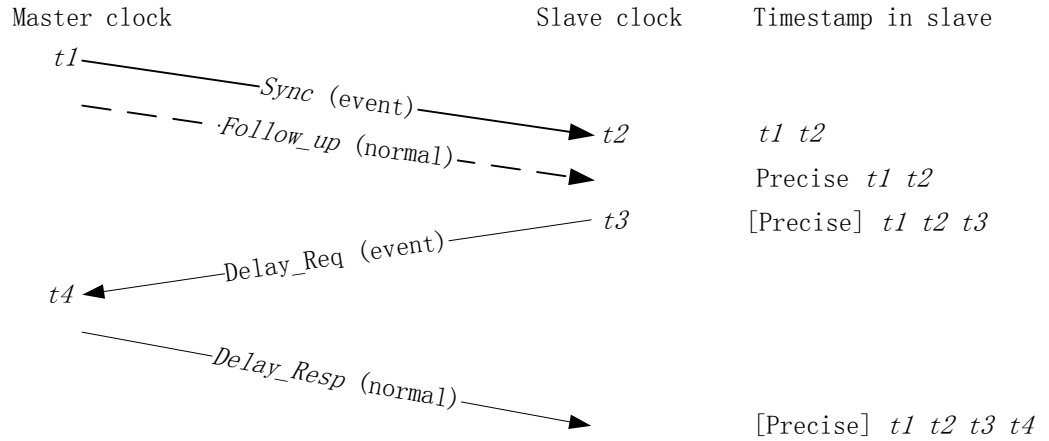 Master clock Slave clock Timestamp in slave
t1
Sync (event)
t2 t1 t2
Follow_up (normal)
Precise t1 t2
t3 [Precise] t1 t2 t3
Delay_Req (event)
t4
Delay_Resp (normal)
[Precise] t1 t2 t3 t4